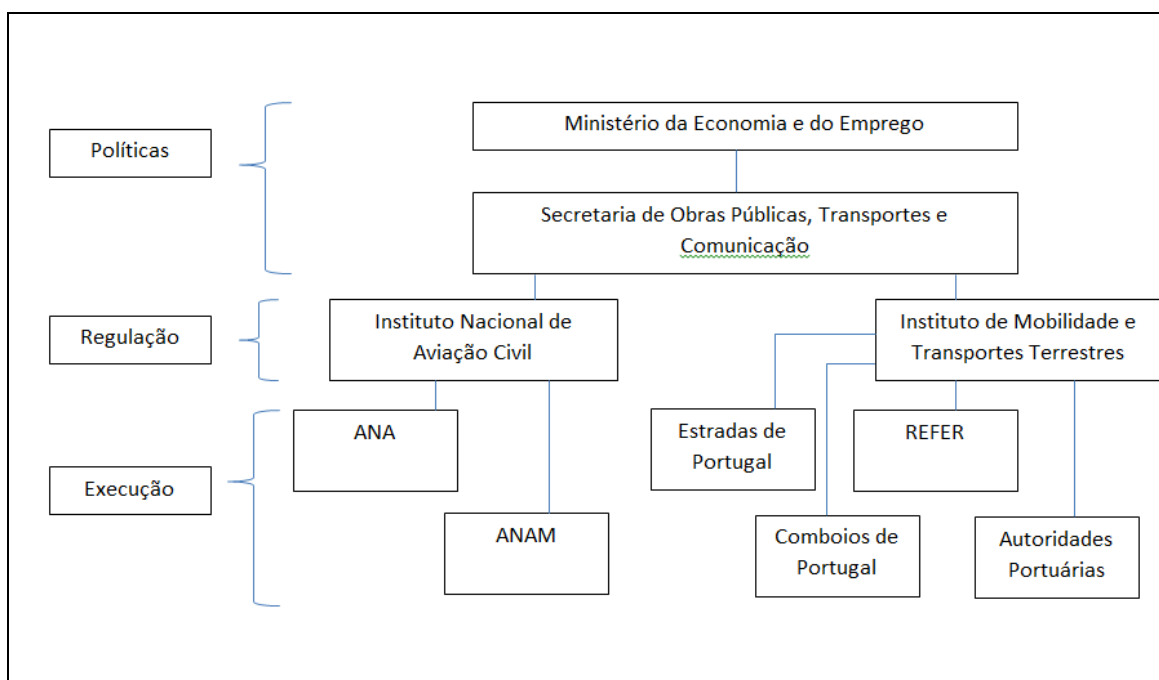 Ministério da Economia e do Emprego
Políticas
Secretaria de Obras Públicas, Transportes e
Comunicação
Regulação
Instituto Nacional de
Aviação Civil
Instituto de Mobilidade e
Transportes Terrestres
Execução
ANA
Estradas de
Portugal
REFER
ANAM
Comboios de
Portugal
Autoridades
Portuárias